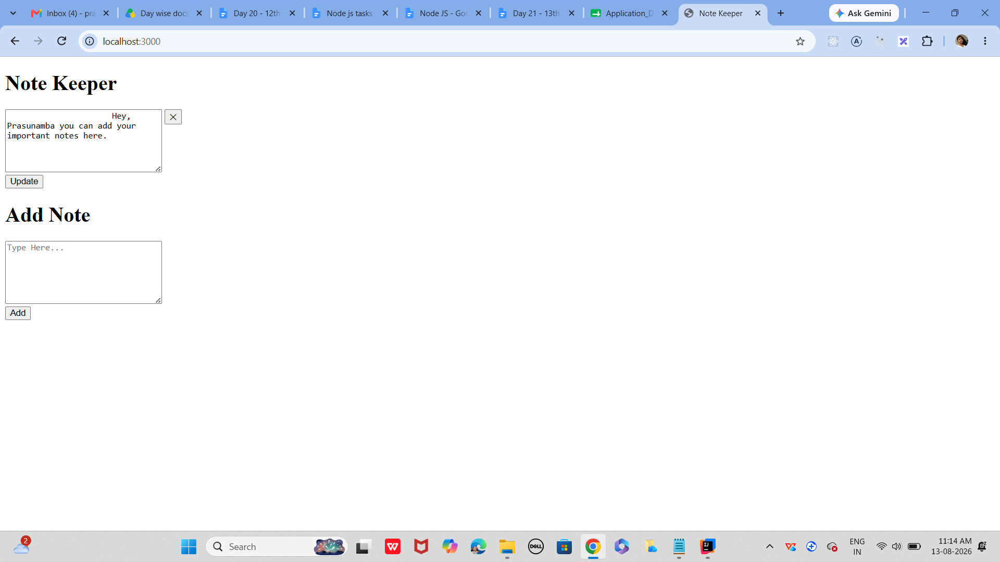 Inbox (4) - pra
Day wise docs
Day 20 - 12th
Node js tasks
Node JS - Goo
Day 21 - 13th
Application_D
Note Keeper
Ask Gemini
localhost:3000
Note Keeper
Hey,
Prasunamba you can add your
important notes here.
Update
Add Note
Type Here...
Add
2
Search
DELL
ENG
IN
11:14 AM
13-08-2026